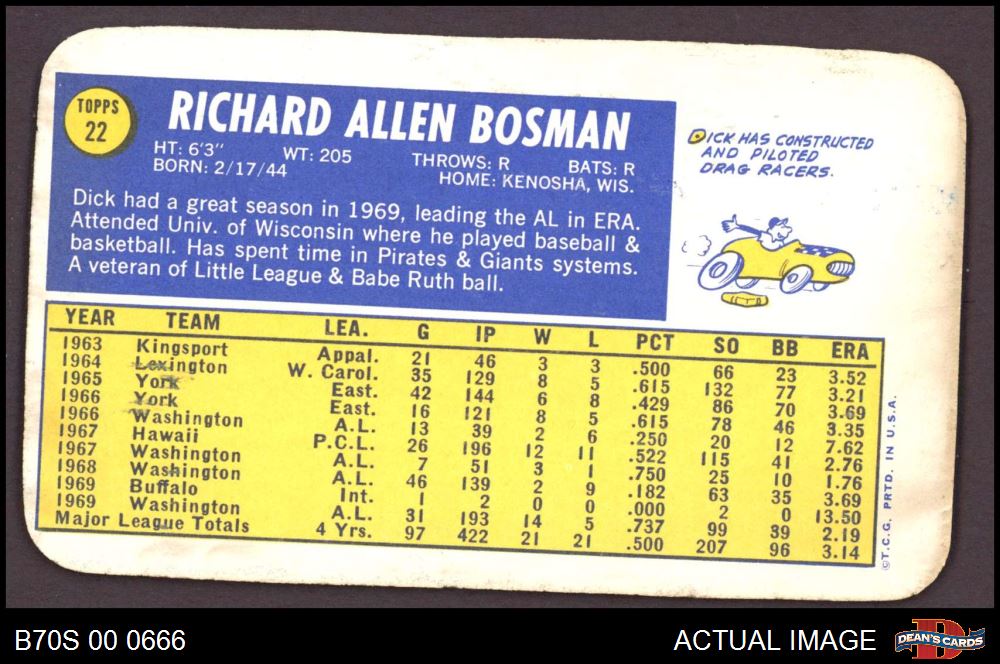 TOPPS
22
RICHARD ALLEN BOSMAN
HT: 6'3" WT: 205 THROWS: R BATS: R
BORN: 2/17/44 HOME: KENOSHA, WIS.
Dick had a great season in 1969, leading the AL in ERA.
Attended Univ. of Wisconsin where he played baseball &
basketball. Has spent time in Pirates & Giants systems.
A veteran of Little League & Babe Ruth ball.
DICK HAS CONSTRUCTED
AND PILOTED
DRAG RACERS.
YEAR TEAM LEA. G IP W L PCT SO BB ERA
1963 Kingsport Appal. 21 46 3 3 .500 66 23 3.52
1964 Lexington W. Carol. 35 129 8 5 .615 132 77 3.21
1965 York East. 42 144 6 8 .429 86 70 3.69
1966 York East. 16 121 8 5 .615 78 46 3.35
1966 Washington A.L. 13 39 2 6 .250 20 12 7.62
1967 Hawaii P.C.L. 26 196 12 11 .522 115 41 2.76
1967 Washington A.L. 7 51 3 1 .750 25 10 1.76
1968 Washington A.L. 46 139 2 9 .182 63 35 3.69
1969 Buffalo Int. 1 2 0 0 .000 2 0 13.50
1969 Washington A.L. 31 193 14 5 .737 99 39 2.19
Major League Totals 4 Yrs. 97 422 21 21 .500 207 96 3.14
©T.C.G. PRTD. IN U.S.A.
B70S 00 0666 ACTUAL IMAGE
D
DEAN'S CARDS